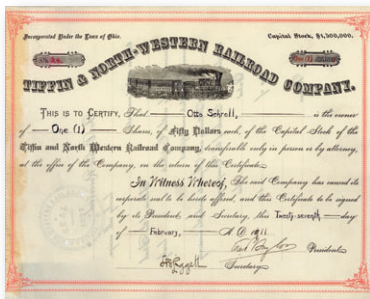 Incorporated Under the Laws of Ohio.
Capital Stock, $1,500,000.
TIFFIN & NORTH-WESTERN RAILROAD COMPANY.
THIS IS TO CERTIFY, That Otto Schroll, is the owner
of One (1) Shares, of Fifty Dollars each, of the Capital Stock of the
Tiffin and North Western Railroad Company, transferable only in person or by attorney,
at the office of the Company, on the return of this Certificate.
In Witness Whereof, The said Company has caused its
corporate seal to be hereto affixed, and this Certificate to be signed
by its President and Secretary, this Twenty-seventh day
of February, A. D. 1911.
President
Secretary